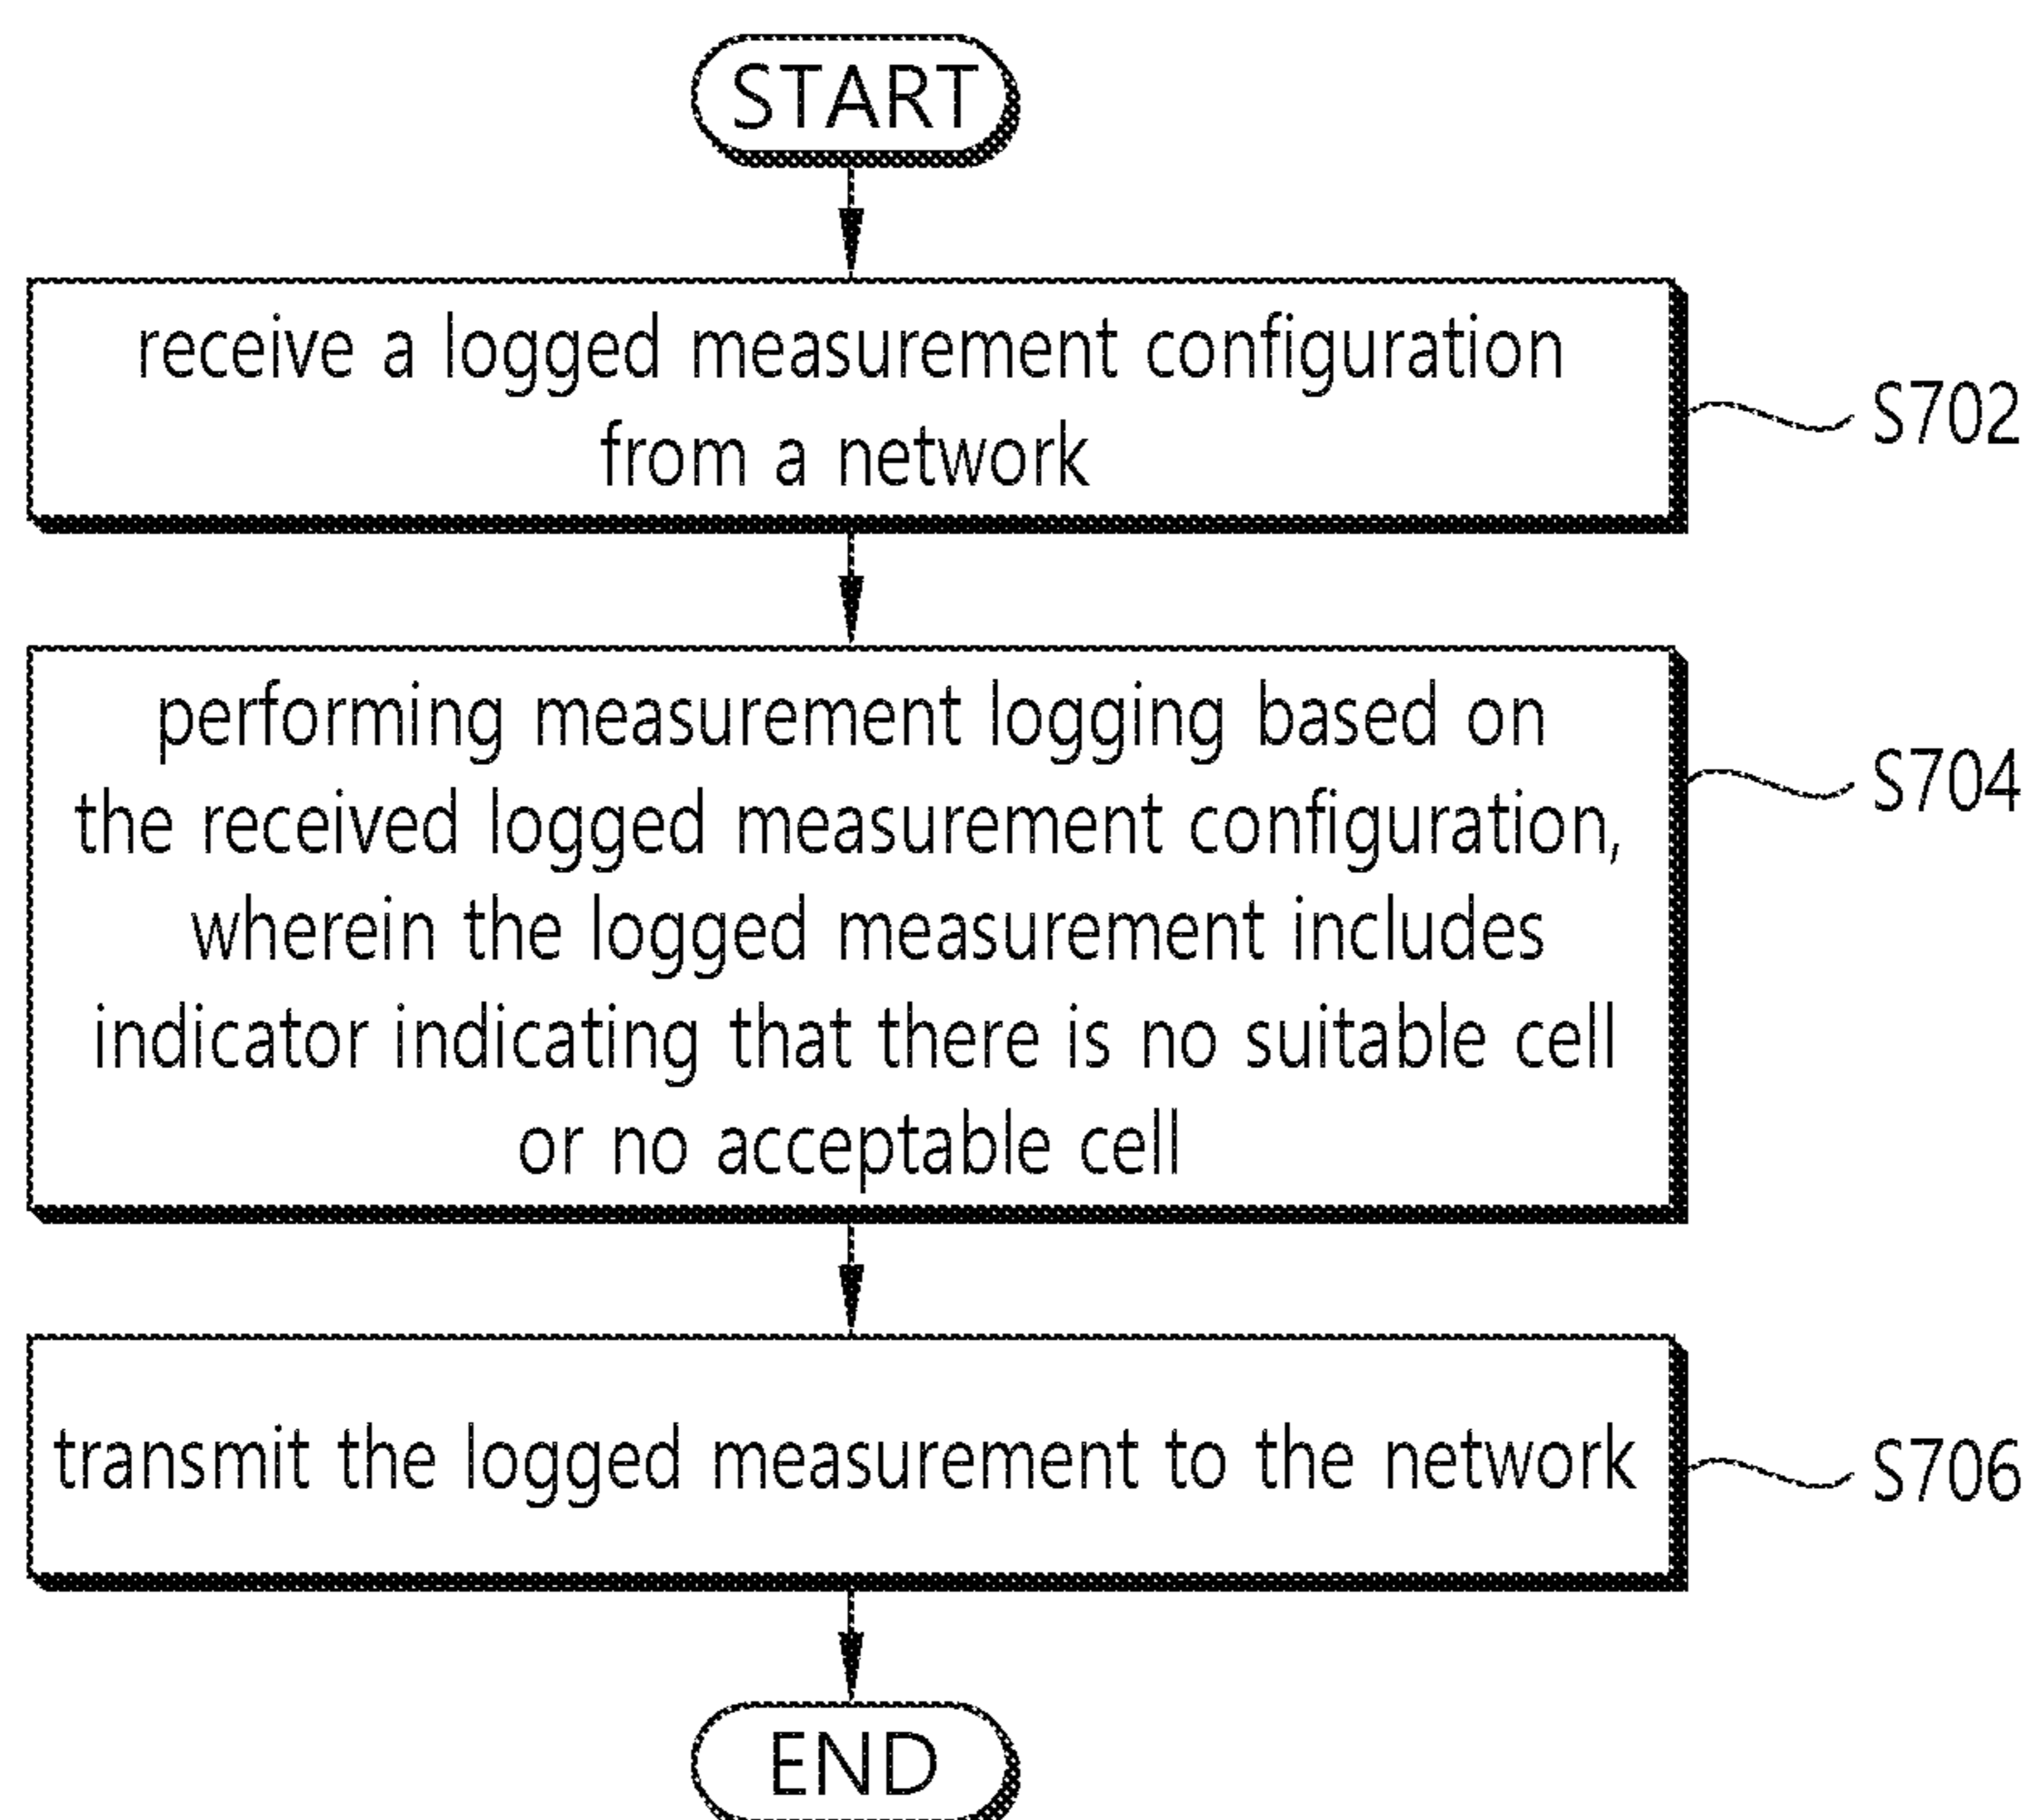 START
receive a logged measurement configuration
from a network
S702
performing measurement logging based on
the received logged measurement configuration,
wherein the logged measurement includes
indicator indicating that there is no suitable cell
or no acceptable cell
S704
transmit the logged measurement to the network
S706
END